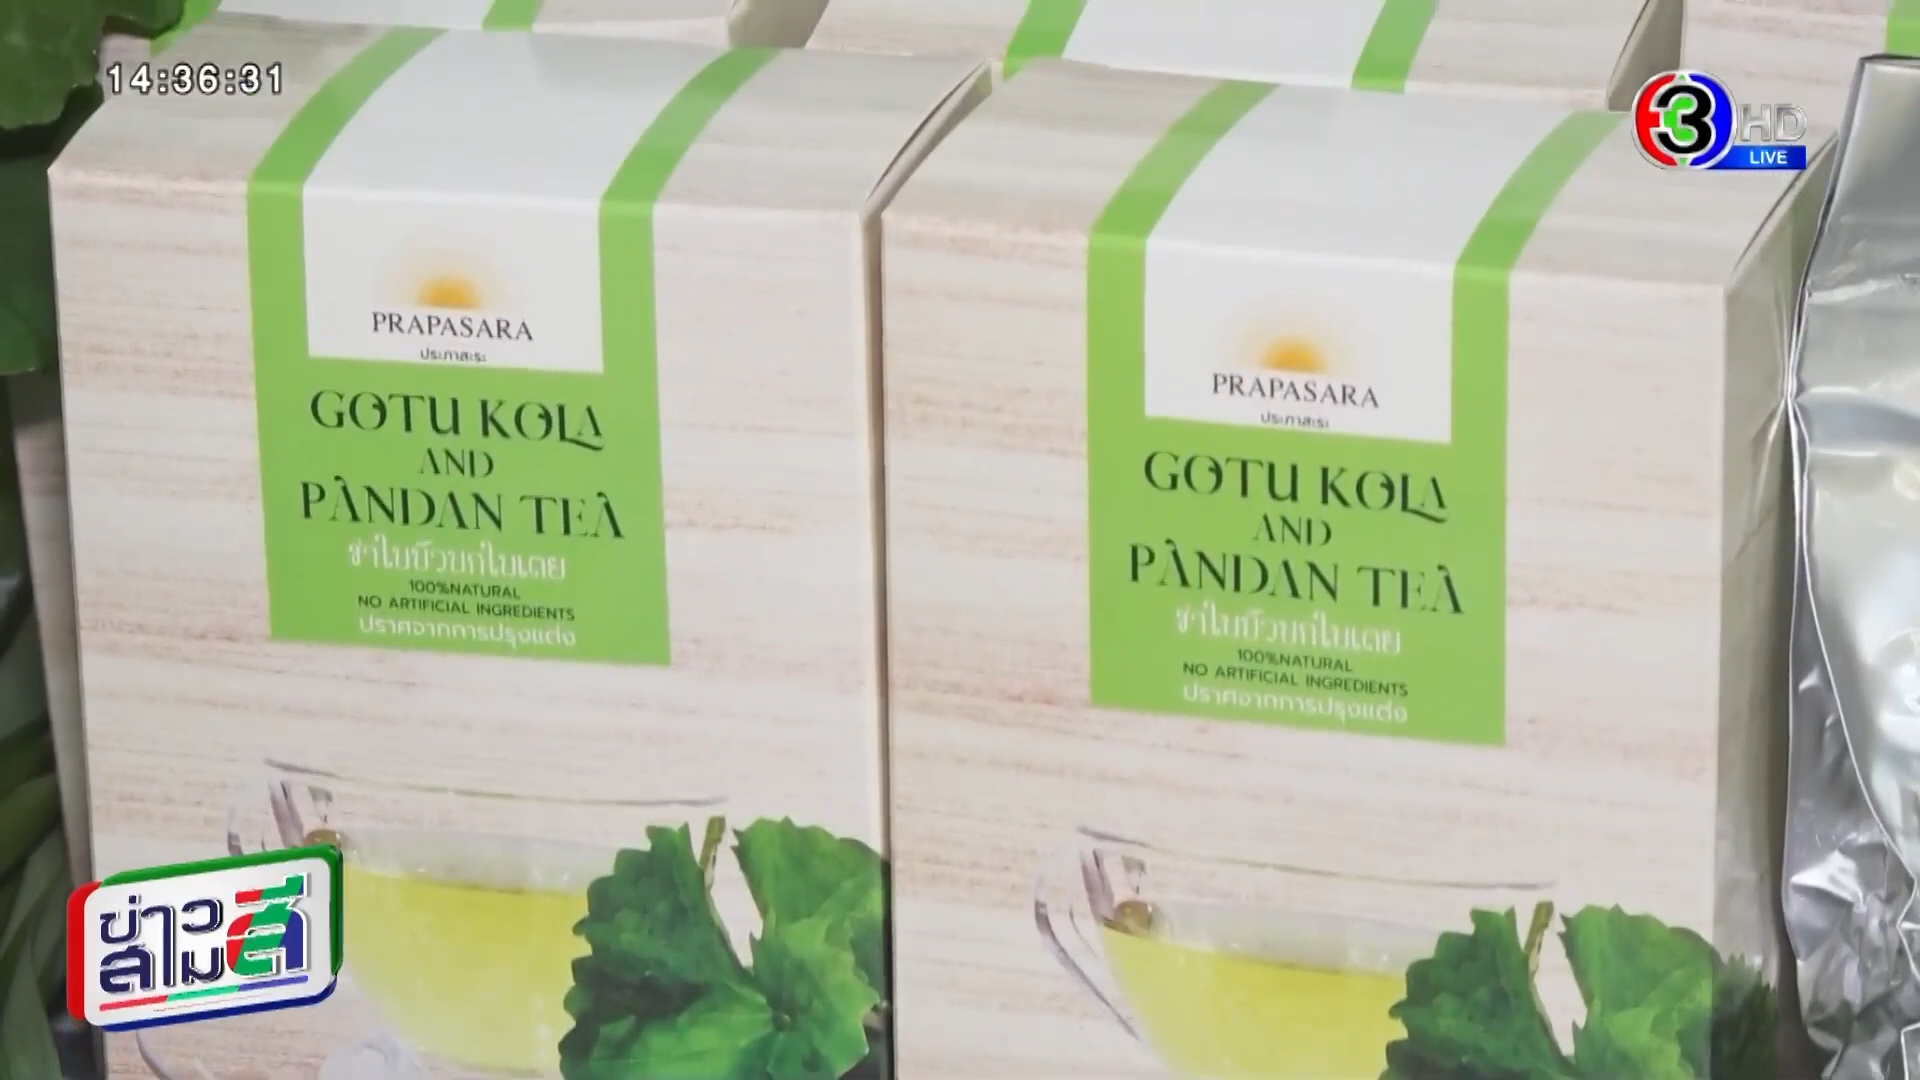 14:36:31
3 HD
LIVE
PRAPASARA
ประภาสะระ
GOTU KOLA
AND
PANDAN TEA
ชาใบบัวบกใบเตย
100%NATURAL
NO ARTIFICIAL INGREDIENTS
ปราศจากการปรุงแต่ง
PRAPASARA
ประภาสะระ
GOTU KOLA
AND
PANDAN TEA
ชาใบบัวบกใบเตย
100%NATURAL
NO ARTIFICIAL INGREDIENTS
ปราศจากการปรุงแต่ง
ข่าว
สามสี